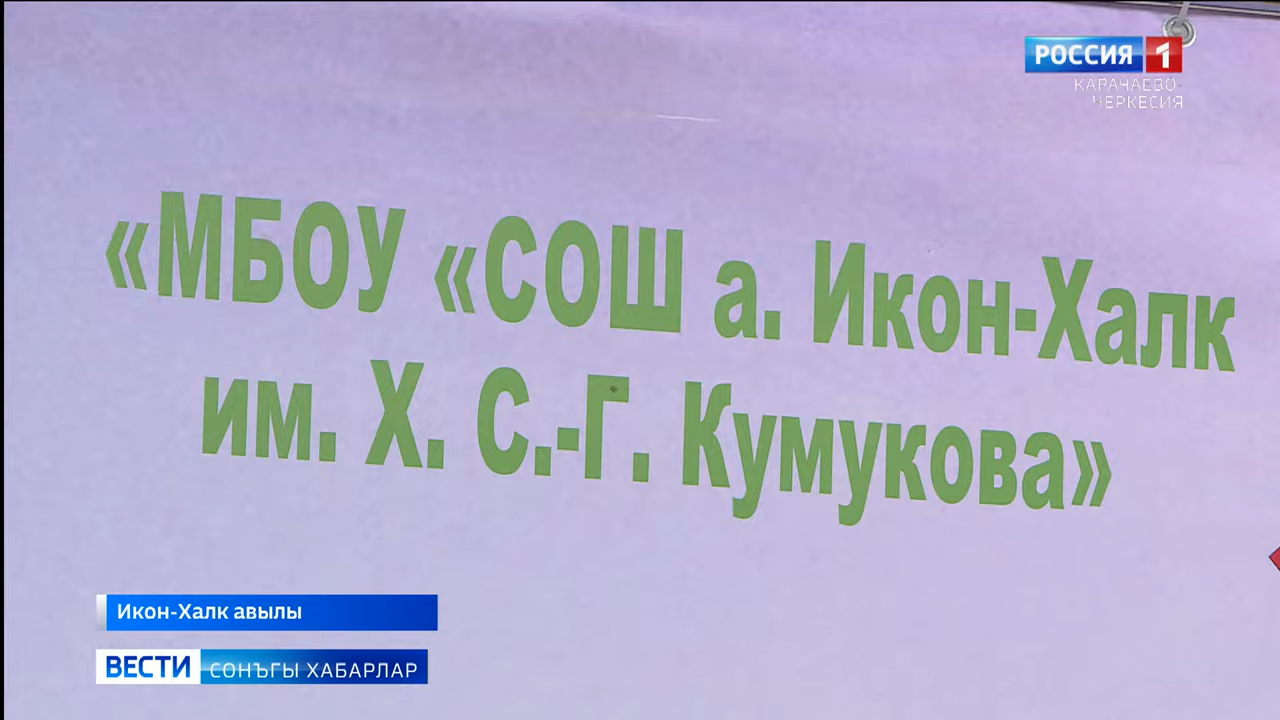 РОССИЯ 1
КАРАЧАЕВО-
ЧЕРКЕСИЯ
«МБОУ «СОШ а. Икон-Халк
им. Х. С.-Г. Кумукова»
Икон-Халк авылы
ВЕСТИ СОНЪГЫ ХАБАРЛАР